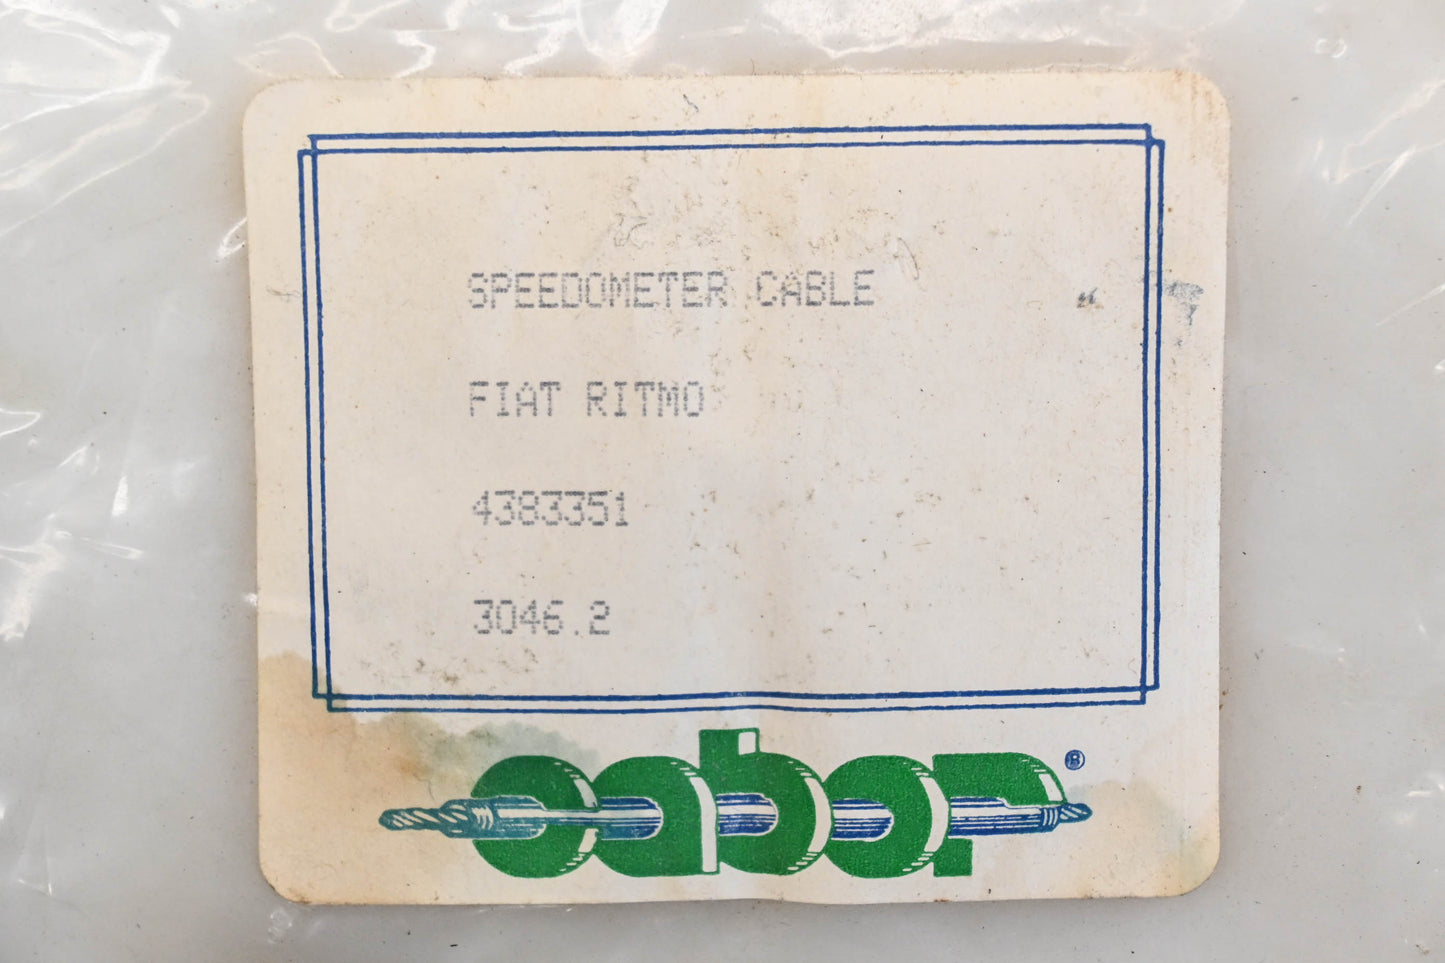 SPEEDOMETER CABLE
FIAT RITMO
4383351
3046.2
cabor ®